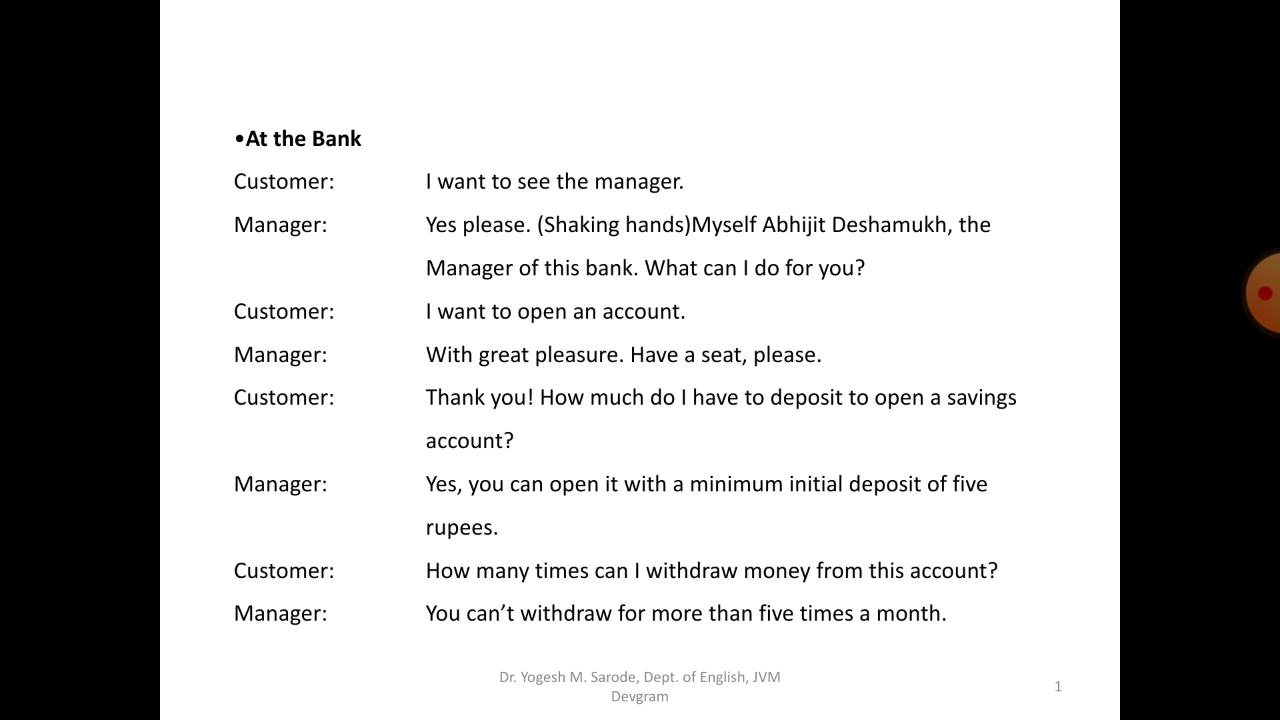 •At the Bank
Customer: I want to see the manager.
Manager: Yes please. (Shaking hands)Myself Abhijit Deshamukh, the
Manager of this bank. What can I do for you?
Customer: I want to open an account.
Manager: With great pleasure. Have a seat, please.
Customer: Thank you! How much do I have to deposit to open a savings
account?
Manager: Yes, you can open it with a minimum initial deposit of five
rupees.
Customer: How many times can I withdraw money from this account?
Manager: You can’t withdraw for more than five times a month.
Dr. Yogesh M. Sarode, Dept. of English, JVM
Devgram
1